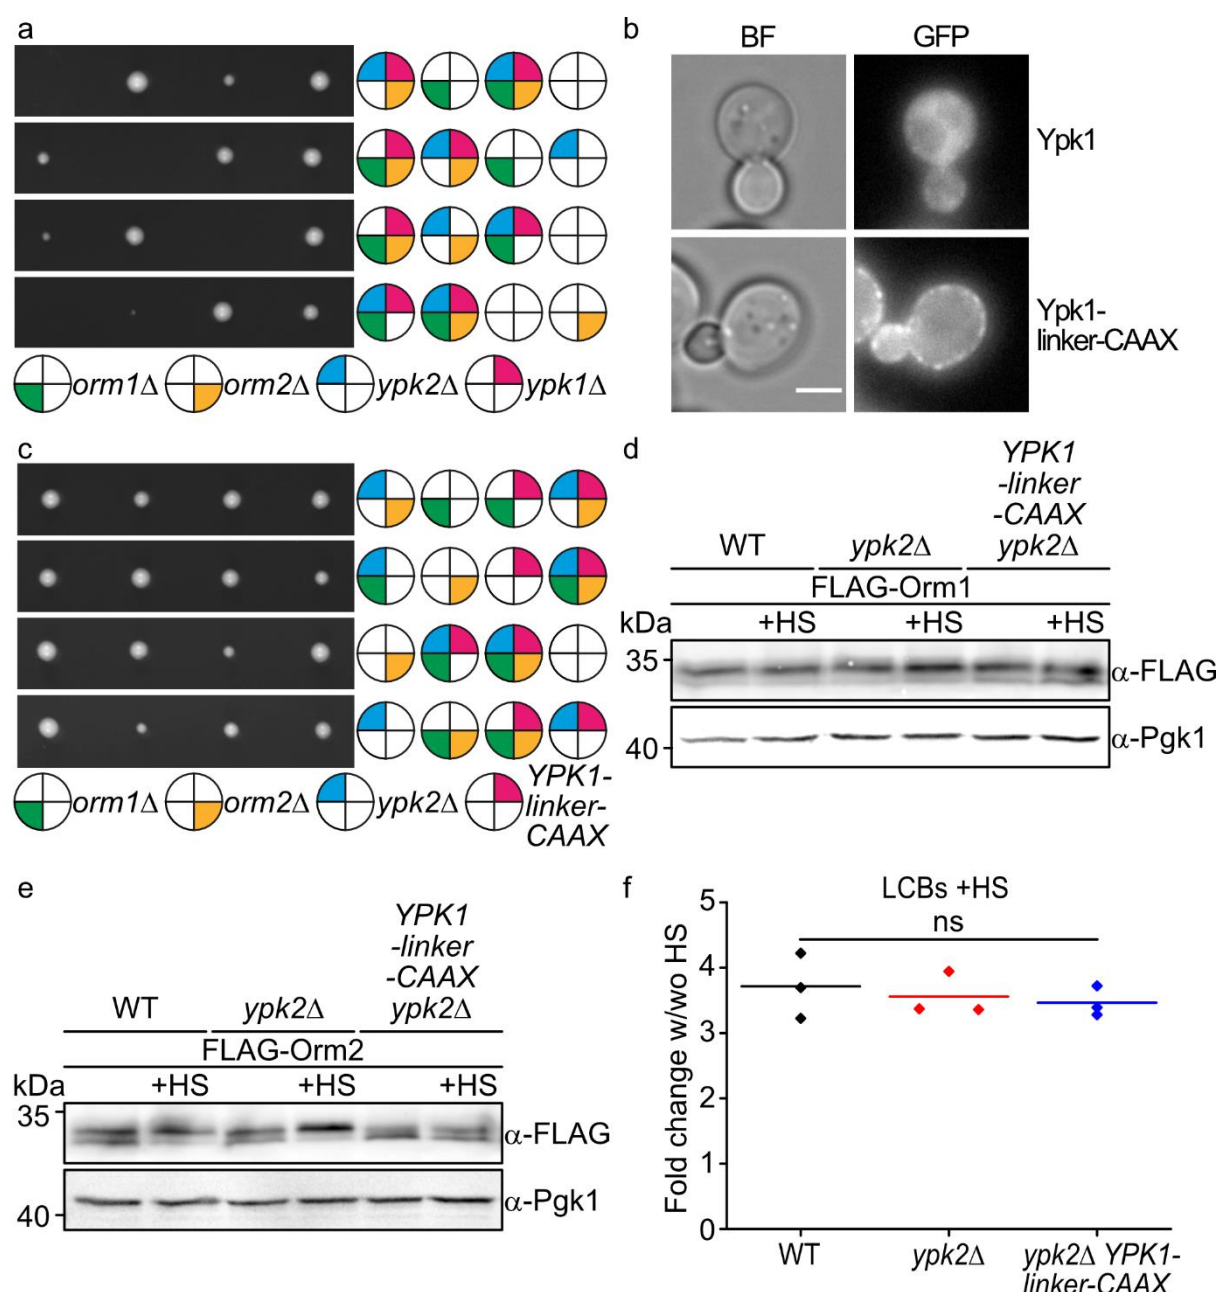 a
orm1Δ orm2Δ ypk2Δ ypk1Δ
b
BF GFP
Ypk1
Ypk1-
linker-CAAX
c
orm1Δ orm2Δ ypk2Δ YPK1-
linker-
CAAX
d
YPK1
-linker
-CAAX
WT ypk2Δ ypk2Δ
FLAG-Orm1
kDa +HS +HS +HS
35 α-FLAG
40 α-Pgk1
e
YPK1
-linker
-CAAX
WT ypk2Δ ypk2Δ
FLAG-Orm2
kDa +HS +HS +HS
35 α-FLAG
40 α-Pgk1
f
LCBs +HS
ns
Fold change w/wo HS
5
4
3
2
1
0
WT ypk2Δ ypk2Δ YPK1-
linker-CAAX